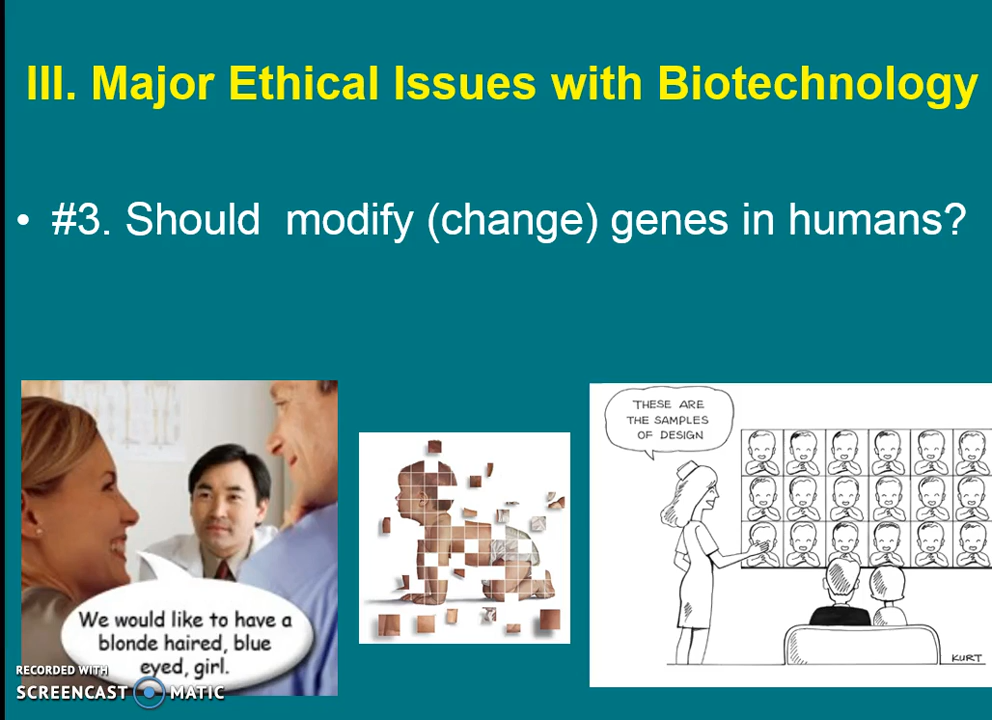 III. Major Ethical Issues with Biotechnology
• #3. Should  modify (change) genes in humans?
We would like to have a
blonde haired, blue
eyed, girl.
THESE ARE
THE SAMPLES
OF DESIGN
KURT
RECORDED WITH
SCREENCAST MATIC